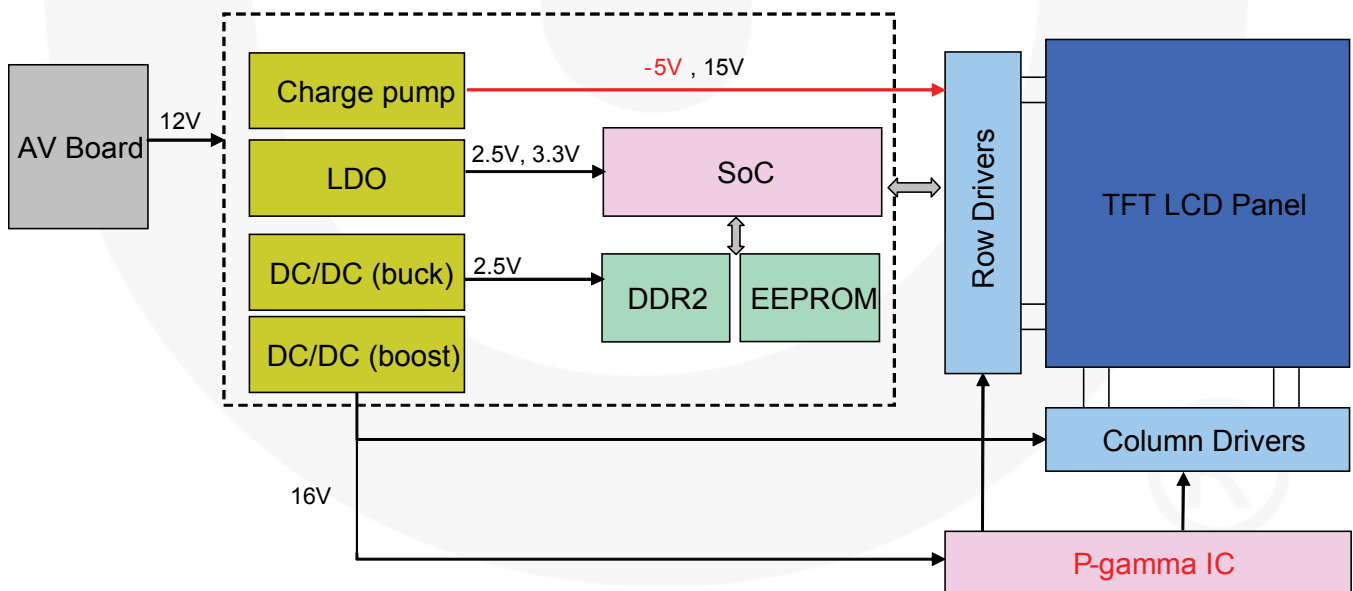 AV Board
12V
Charge pump
-5V , 15V
LDO
2.5V, 3.3V
SoC
DC/DC (buck)
2.5V
DDR2
EEPROM
DC/DC (boost)
16V
Row Drivers
TFT LCD Panel
Column Drivers
P-gamma IC
R